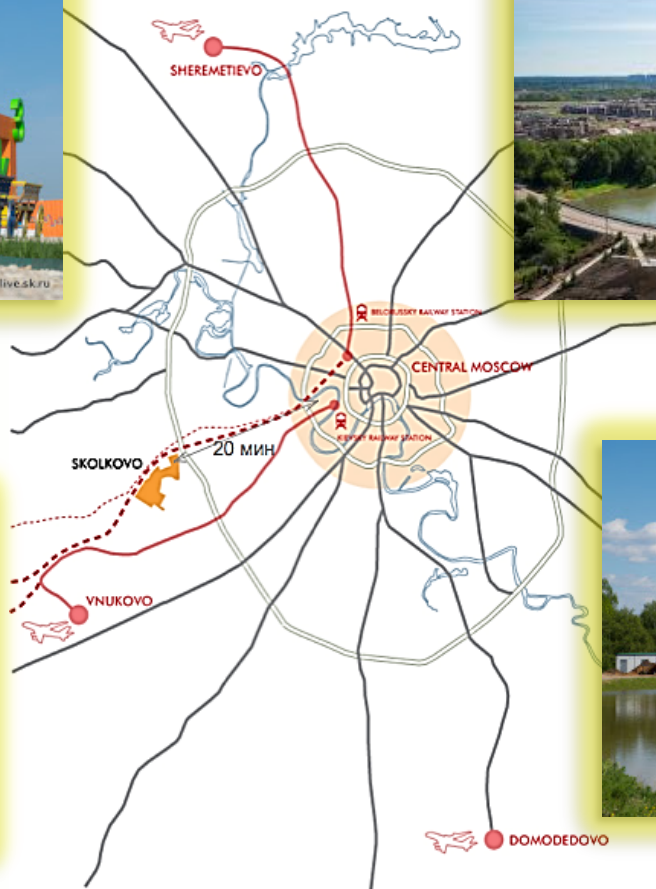 SHEREMETIEVO
live.sk.ru
BELORUSSKY RAILWAY STATION
CENTRAL MOSCOW
KIEVSKY RAILWAY STATION
20 мин
SKOLKOVO
VNUKOVO
DOMODEDOVO